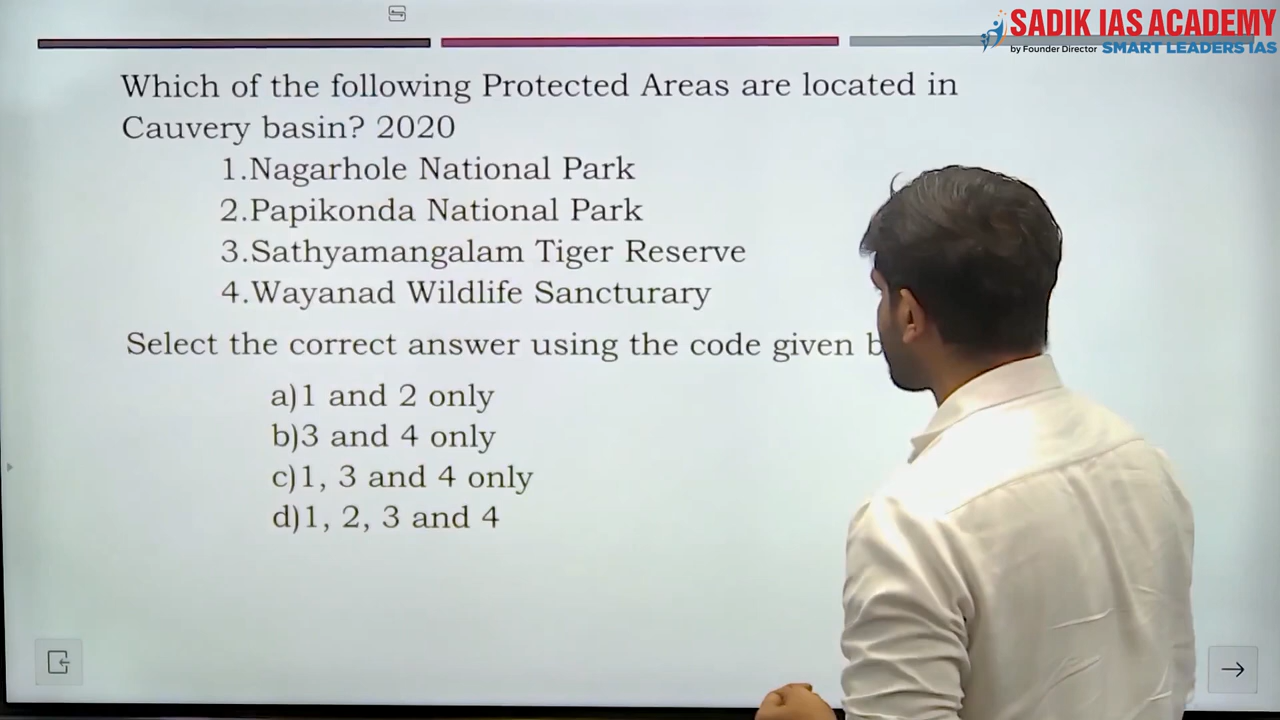 SADIK IAS ACADEMY
by Founder Director SMART LEADERS IAS
Which of the following Protected Areas are located in
Cauvery basin? 2020
1.Nagarhole National Park
2.Papikonda National Park
3.Sathyamangalam Tiger Reserve
4.Wayanad Wildlife Sancturary
Select the correct answer using the code given
a)1 and 2 only
b)3 and 4 only
c)1, 3 and 4 only
d)1, 2, 3 and 4